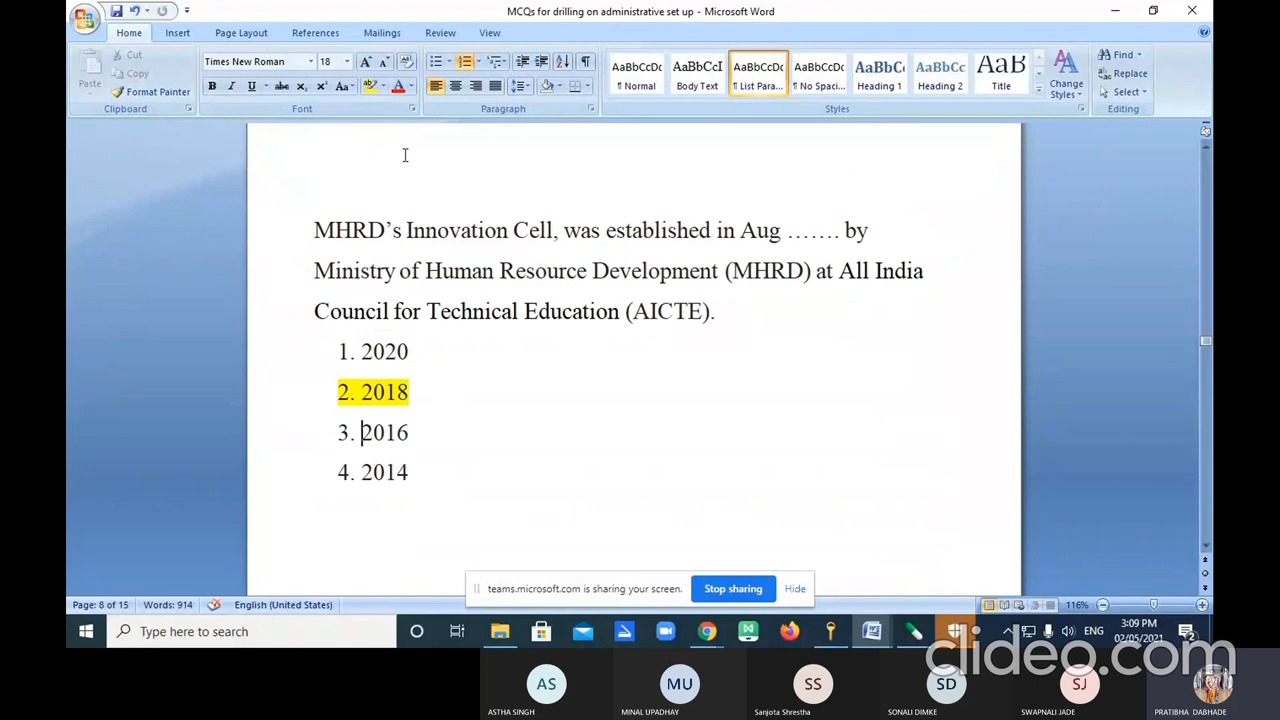 MCQs for drilling on administrative set up - Microsoft Word
Home Insert Page Layout References Mailings Review View
Paste
Cut
Copy
Format Painter
Clipboard
Times New Roman 18
Font
Paragraph
AaBbCcDc AaBbCcI AaBbCcDc AaBbCcDc AaBbCc AaBbCc AaB
¶ Normal Body Text ¶ List Para... ¶ No Spaci... Heading 1 Heading 2 Title
Change
Styles
Styles
Find
Replace
Select
Editing
MHRD’s Innovation Cell, was established in Aug ……. by
Ministry of Human Resource Development (MHRD) at All India
Council for Technical Education (AICTE).
1. 2020
2. 2018
3. 2016
4. 2014
teams.microsoft.com is sharing your screen. Stop sharing Hide
Page: 8 of 15 Words: 914 English (United States) 116%
Type here to search
ENG
3:09 PM
02/05/2021
clideo.com
AS MU SS SD SJ
ASTHA SINGH MINAL UPADHAY Sanjota Shrestha SONALI DIMKE SWAPNALI JADE PRATIBHA DABHADE